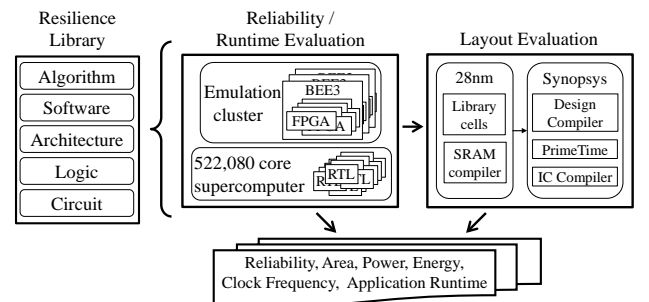 Resilience
Library
Algorithm
Software
Architecture
Logic
Circuit
Reliability /
Runtime Evaluation
Emulation
cluster
BEE3
BEE3
BEE3
FPGA
522,080 core
supercomputer
RTL
Layout Evaluation
28nm
Library
cells
SRAM
compiler
Synopsys
Design
Compiler
PrimeTime
IC Compiler
Reliability, Area, Power, Energy,
Clock Frequency, Application Runtime